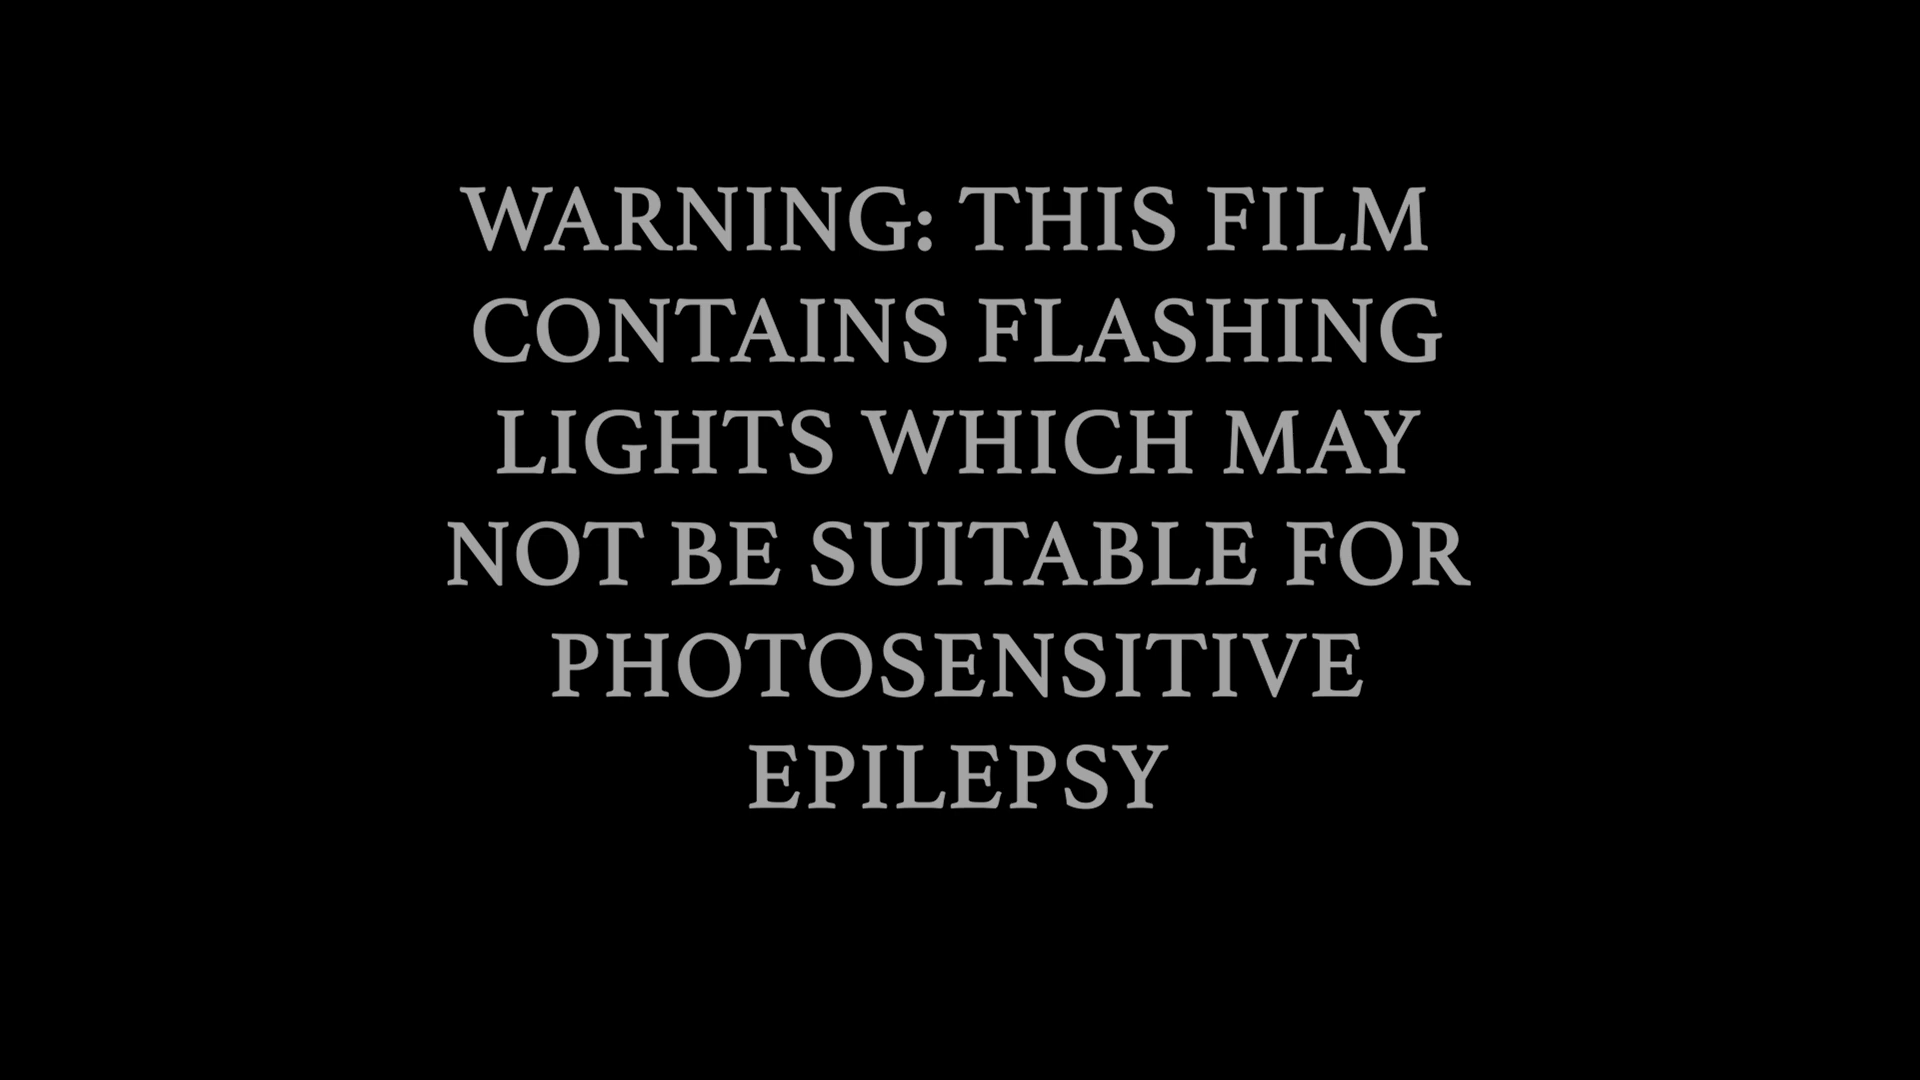 WARNING: THIS FILM
CONTAINS FLASHING
LIGHTS WHICH MAY
NOT BE SUITABLE FOR
PHOTOSENSITIVE
EPILEPSY